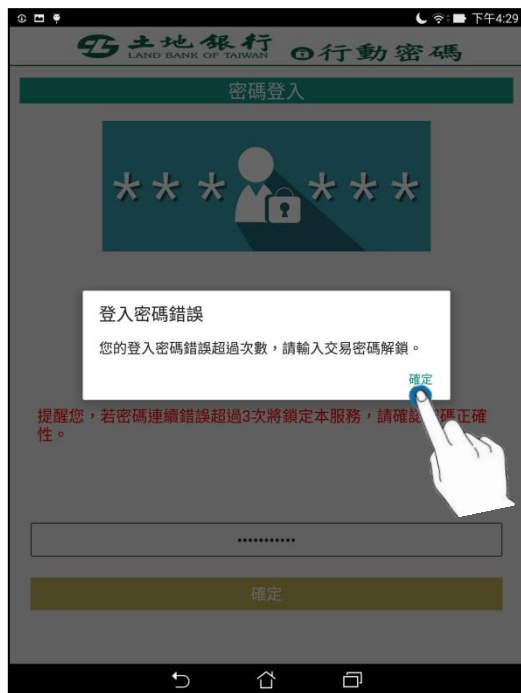 下午4:29
土地銀行 行動密碼
LAND BANK OF TAIWAN
密碼登入
***
***
登入密碼錯誤
您的登入密碼錯誤超過次數，請輸入交易密碼解鎖。
確定
提醒您，若密碼連續錯誤超過3次將鎖定本服務，請確認 碼正確
性。
•••••••••••
確定